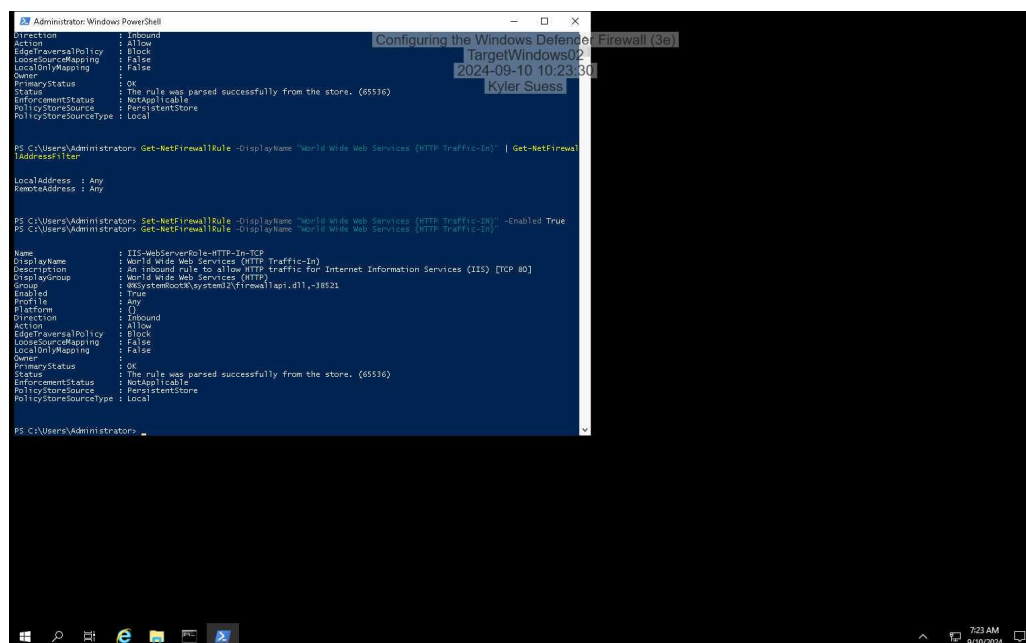 Administrator: Windows PowerShell
Direction : Inbound
Action : Allow
EdgeTraversalPolicy : Block
LooseSourceMapping : False
LocalOnlyMapping : False
Owner :
PrimaryStatus : OK
Status : The rule was parsed successfully from the store. (65536)
EnforcementStatus : NotApplicable
PolicyStoreSource : PersistentStore
PolicyStoreSourceType : Local
Configuring the Windows Defender Firewall (3e)
TargetWindows02
2024-09-10 10:23:30
Kyler Suess
PS C:\Users\Administrator> Get-NetFirewallRule -DisplayName "World Wide Web Services (HTTP Traffic-In)" | Get-NetFirewal
lAddressFilter
LocalAddress : Any
RemoteAddress : Any
PS C:\Users\Administrator> Set-NetFirewallRule -DisplayName "World Wide Web Services (HTTP Traffic-IN)" -Enabled True
PS C:\Users\Administrator> Get-NetFirewallRule -DisplayName "World Wide Web Services (HTTP Traffic-In)"
Name : IIS-WebServerRole-HTTP-In-TCP
DisplayName : World Wide Web Services (HTTP Traffic-In)
Description : An inbound rule to allow HTTP traffic for Internet Information Services (IIS) [TCP 80]
DisplayGroup : World Wide Web Services (HTTP)
Group : @%SystemRoot%\system32\firewallapi.dll,-38521
Enabled : True
Profile : Any
Platform : {}
Direction : Inbound
Action : Allow
EdgeTraversalPolicy : Block
LooseSourceMapping : False
LocalOnlyMapping : False
Owner :
PrimaryStatus : OK
Status : The rule was parsed successfully from the store. (65536)
EnforcementStatus : NotApplicable
PolicyStoreSource : PersistentStore
PolicyStoreSourceType : Local
PS C:\Users\Administrator> _
7:23 AM
9/10/2024